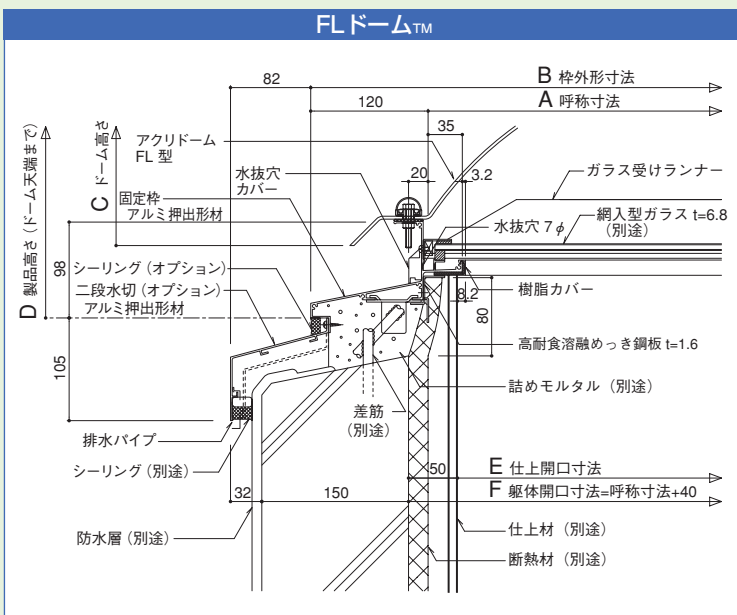 FLドーム™
82
B 枠外形寸法
120
A 呼称寸法
35
アクリドーム
FL 型
20
3.2
水抜穴
カバー
ガラス受けランナー
固定枠
アルミ押出形材
水抜穴 7φ
網入型ガラス t=6.8
（別途）
D 製品高さ（ドーム天端まで）
C ドーム高さ
98
シーリング（オプション）
二段水切（オプション）
アルミ押出形材
8.2
樹脂カバー
80
高耐食溶融めっき鋼板 t=1.6
105
詰めモルタル（別途）
差筋
（別途）
排水パイプ
シーリング（別途）
50
E 仕上開口寸法
32
150
F 躯体開口寸法=呼称寸法+40
防水層（別途）
仕上材（別途）
断熱材（別途）